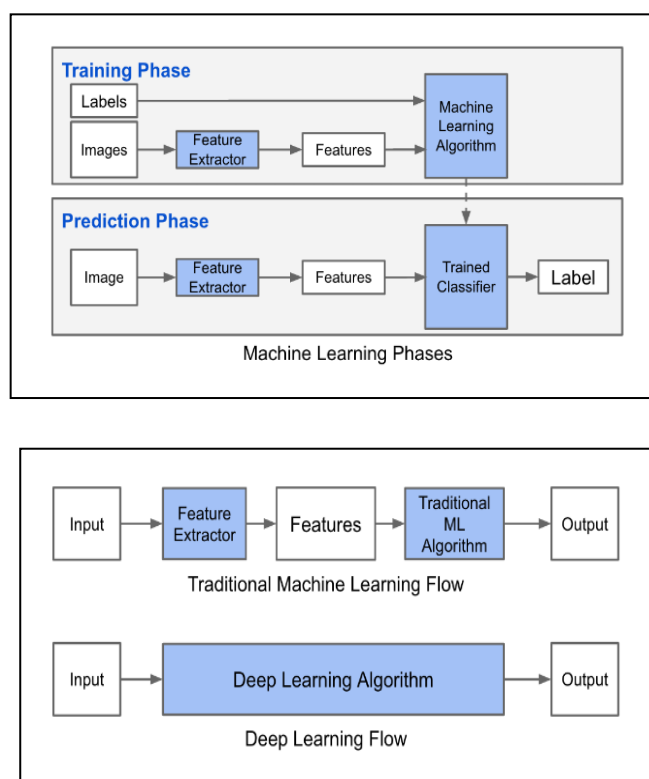 Training Phase
Labels
Images
Feature
Extractor
Features
Machine
Learning
Algorithm
Prediction Phase
Image
Feature
Extractor
Features
Trained
Classifier
Label
Machine Learning Phases
Input
Feature
Extractor
Features
Traditional
ML
Algorithm
Output
Traditional Machine Learning Flow
Input
Deep Learning Algorithm
Output
Deep Learning Flow